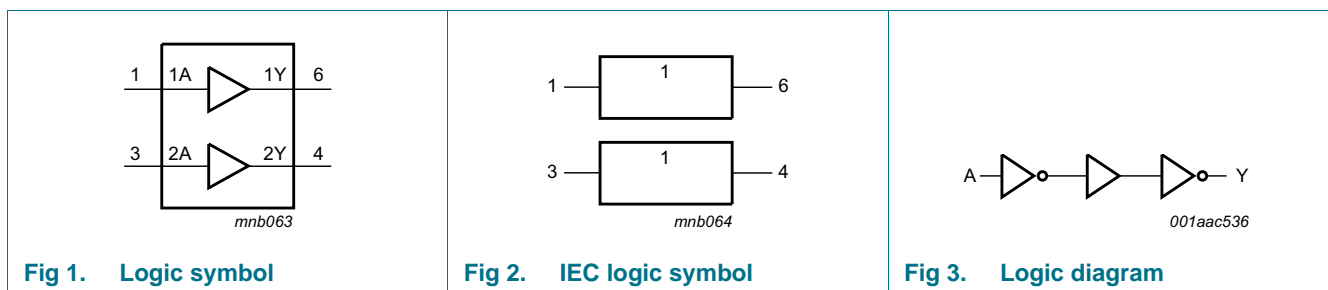 1 1A 1Y 6
3 2A 2Y 4
mnb063
Fig 1. Logic symbol
1 1 6
3 1 4
mnb064
Fig 2. IEC logic symbol
A Y
001aac536
Fig 3. Logic diagram